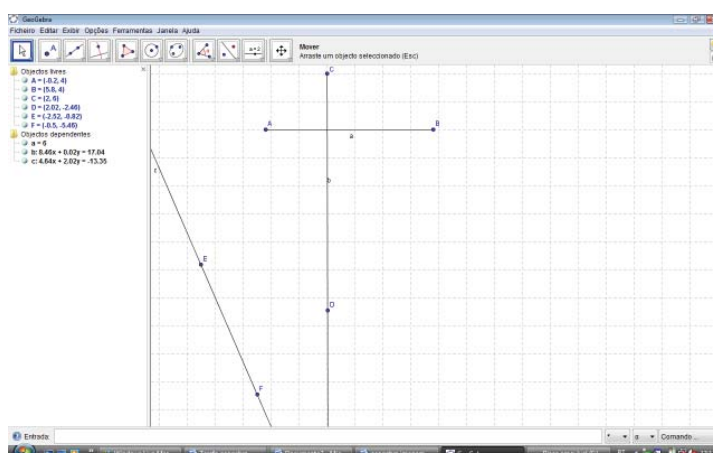 GeoGebra
Ficheiro Editar Exibir Opções Ferramentas Janela Ajuda
A
a=2
Mover
Arraste um objecto seleccionado (Esc)
Objectos livres
A = (-0.2, 4)
B = (5.8, 4)
C = (2, 6)
D = (2.02, -2.46)
E = (-2.52, -0.82)
F = (-0.5, -5.46)
Objectos dependentes
a = 6
b: 8.46x + 0.02y = 17.04
c: 4.64x + 2.02y = -13.35
C
A
B
a
b
E
D
F
Entrada:
α
Comando ...